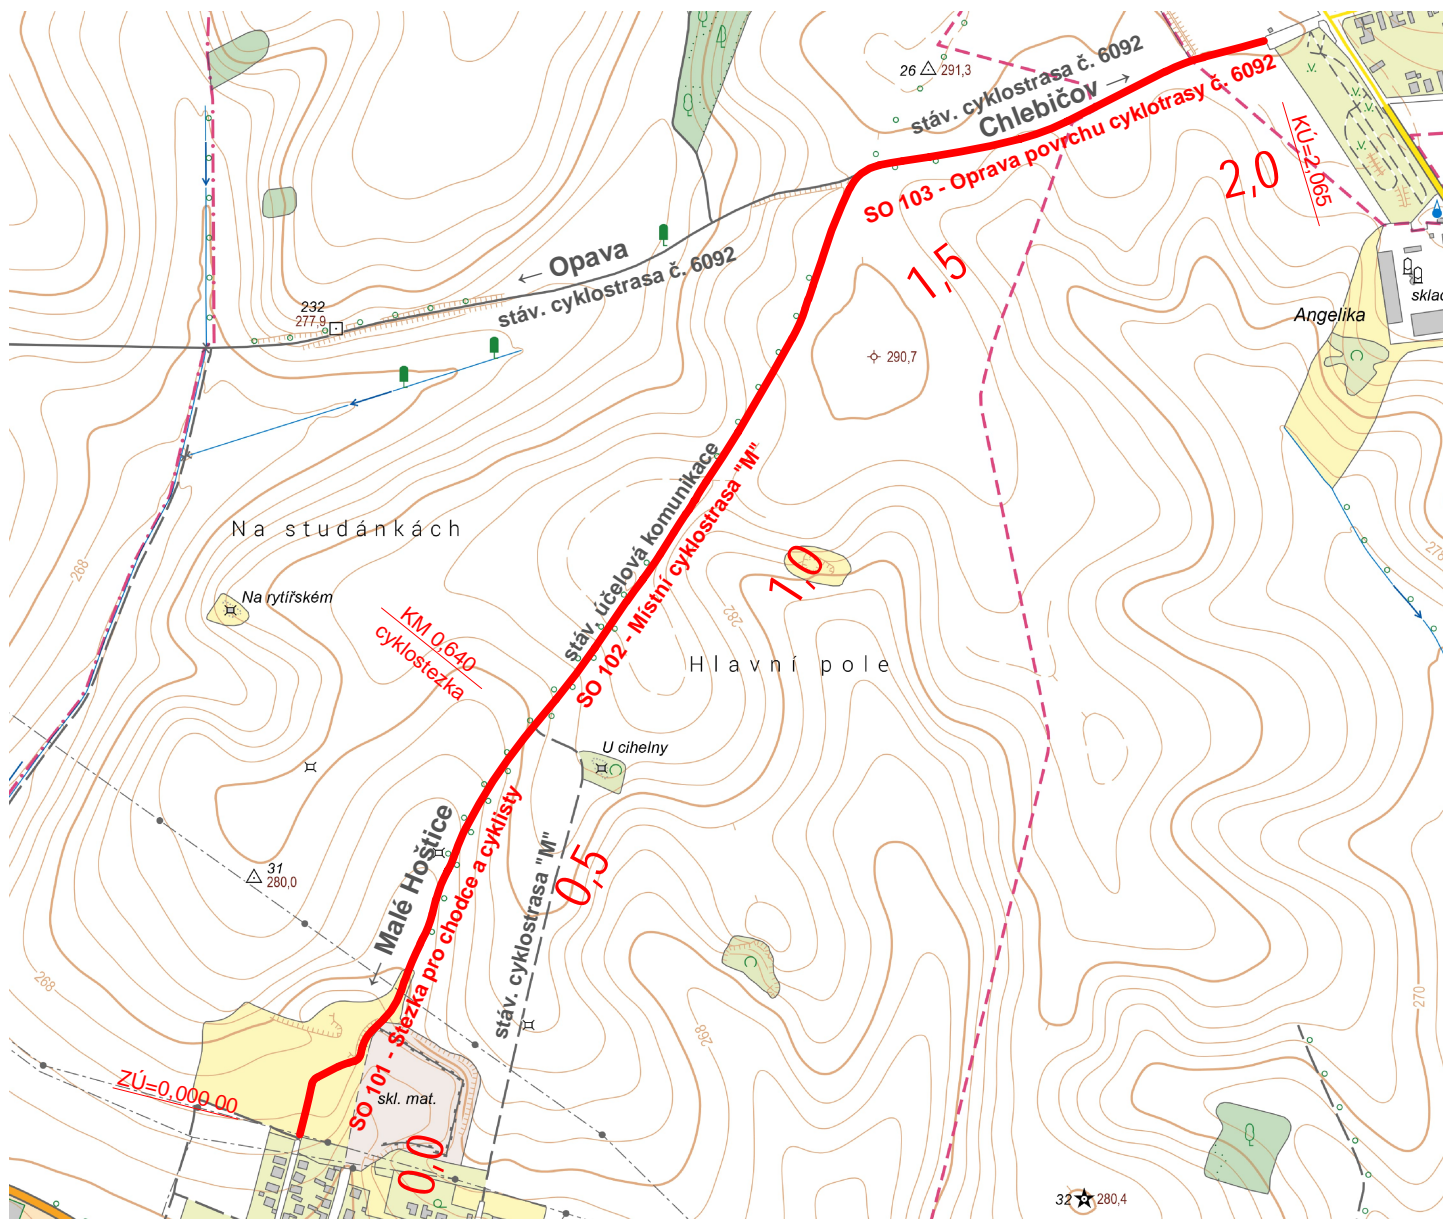 26
291,3
stáv. cyklostrasa č. 6092
Chlebičov →
SO 103 - Oprava povrchu cyklotrasy č. 6092
KÚ=2,065
2,0
← Opava
stáv. cyklostrasa č. 6092
1,5
232
277,9
sklad
Angelika
290,7
stáv. účelová komunikace
SO 102 - Místní cyklostrasa "M"
Na studánkách
268
276
1,0
Na rytířském
282
KM 0,640
cyklostezka
Hlavní pole
U cihelny
← Malé Hoštice
SO 101 - Stezka pro chodce a cyklisty
stáv. cyklostrasa "M"
0,5
31
280,0
268
270
268
ZÚ=0,000 00
skl. mat.
0,0
32
280,4